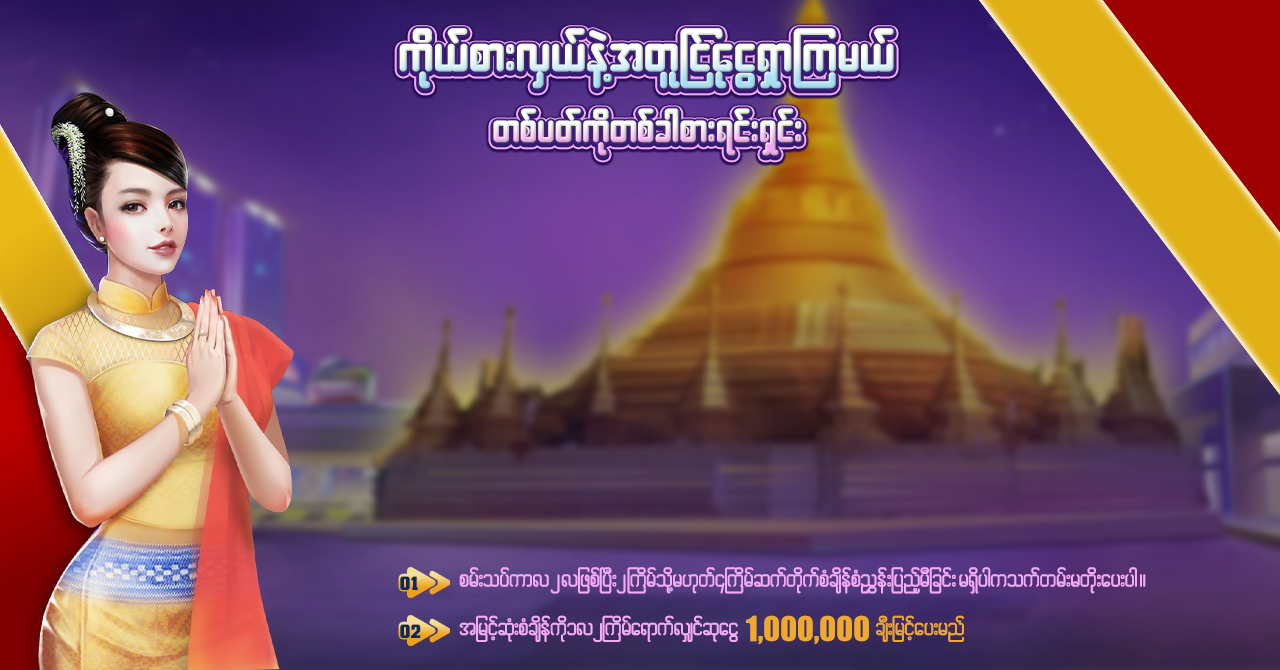 ကိုယ်စားလှယ်နဲ့အတူငြိငွေရှာကြမယ်
တစ်ပတ်ကိုတစ်ခါစားရင်းရှင်း
01 စမ်းသပ်ကာလ၂လဖြစ်ပြီး၂ကြိမ်သို့မဟုတ်၄ကြိမ်ဆက်တိုက်စံချိန်စံညွှန်းပြည့်မီခြင်း မရှိပါကသက်တမ်းမတိုးပေးပါ။
02 အမြင့်ဆုံးစံချိန်ကို၁လ၂ကြိမ်ရောက်လျှင်ဆုငွေ 1,000,000 ချီးမြင့်ပေးမည်